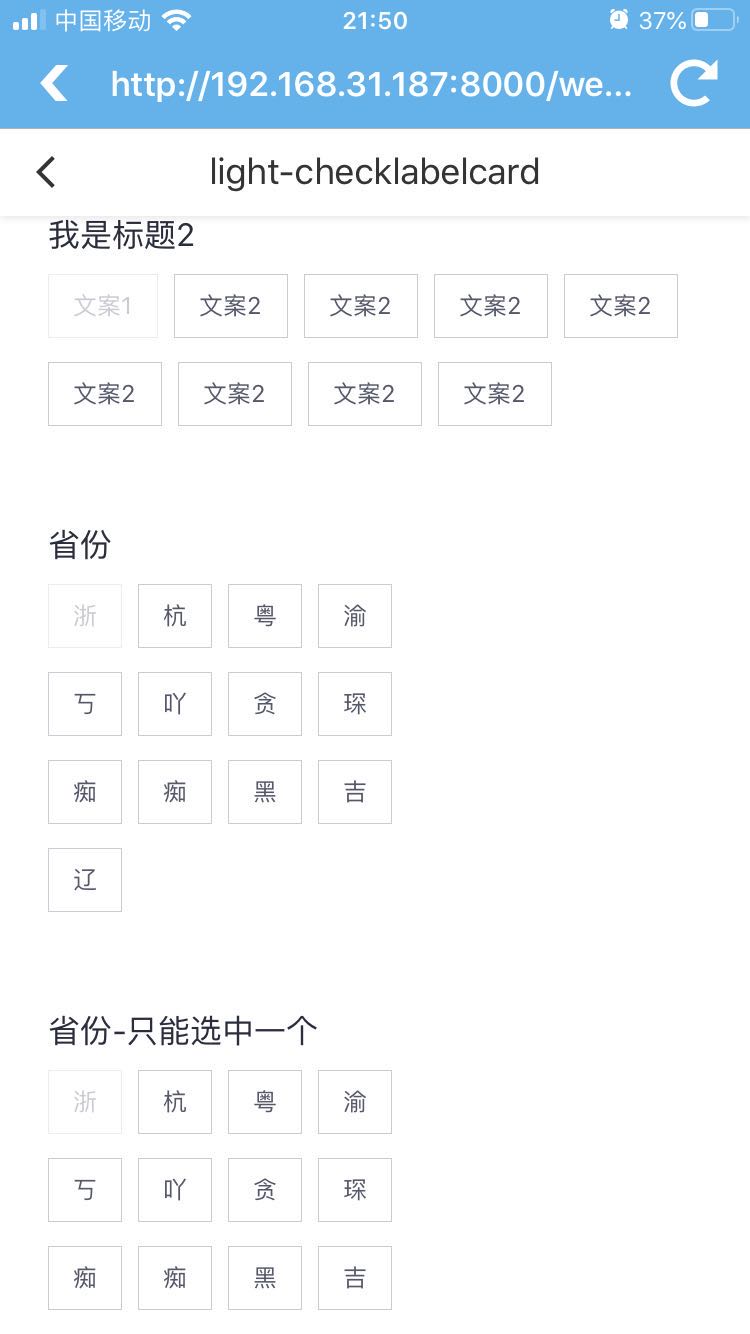 中国移动 21:50 37%
http://192.168.31.187:8000/we...
light-checklabelcard
我是标题2
文案1 文案2 文案2 文案2 文案2
文案2 文案2 文案2 文案2
省份
浙 杭 粤 渝
丂 吖 贪 琛
痴 痴 黑 吉
辽
省份-只能选中一个
浙 杭 粤 渝
丂 吖 贪 琛
痴 痴 黑 吉